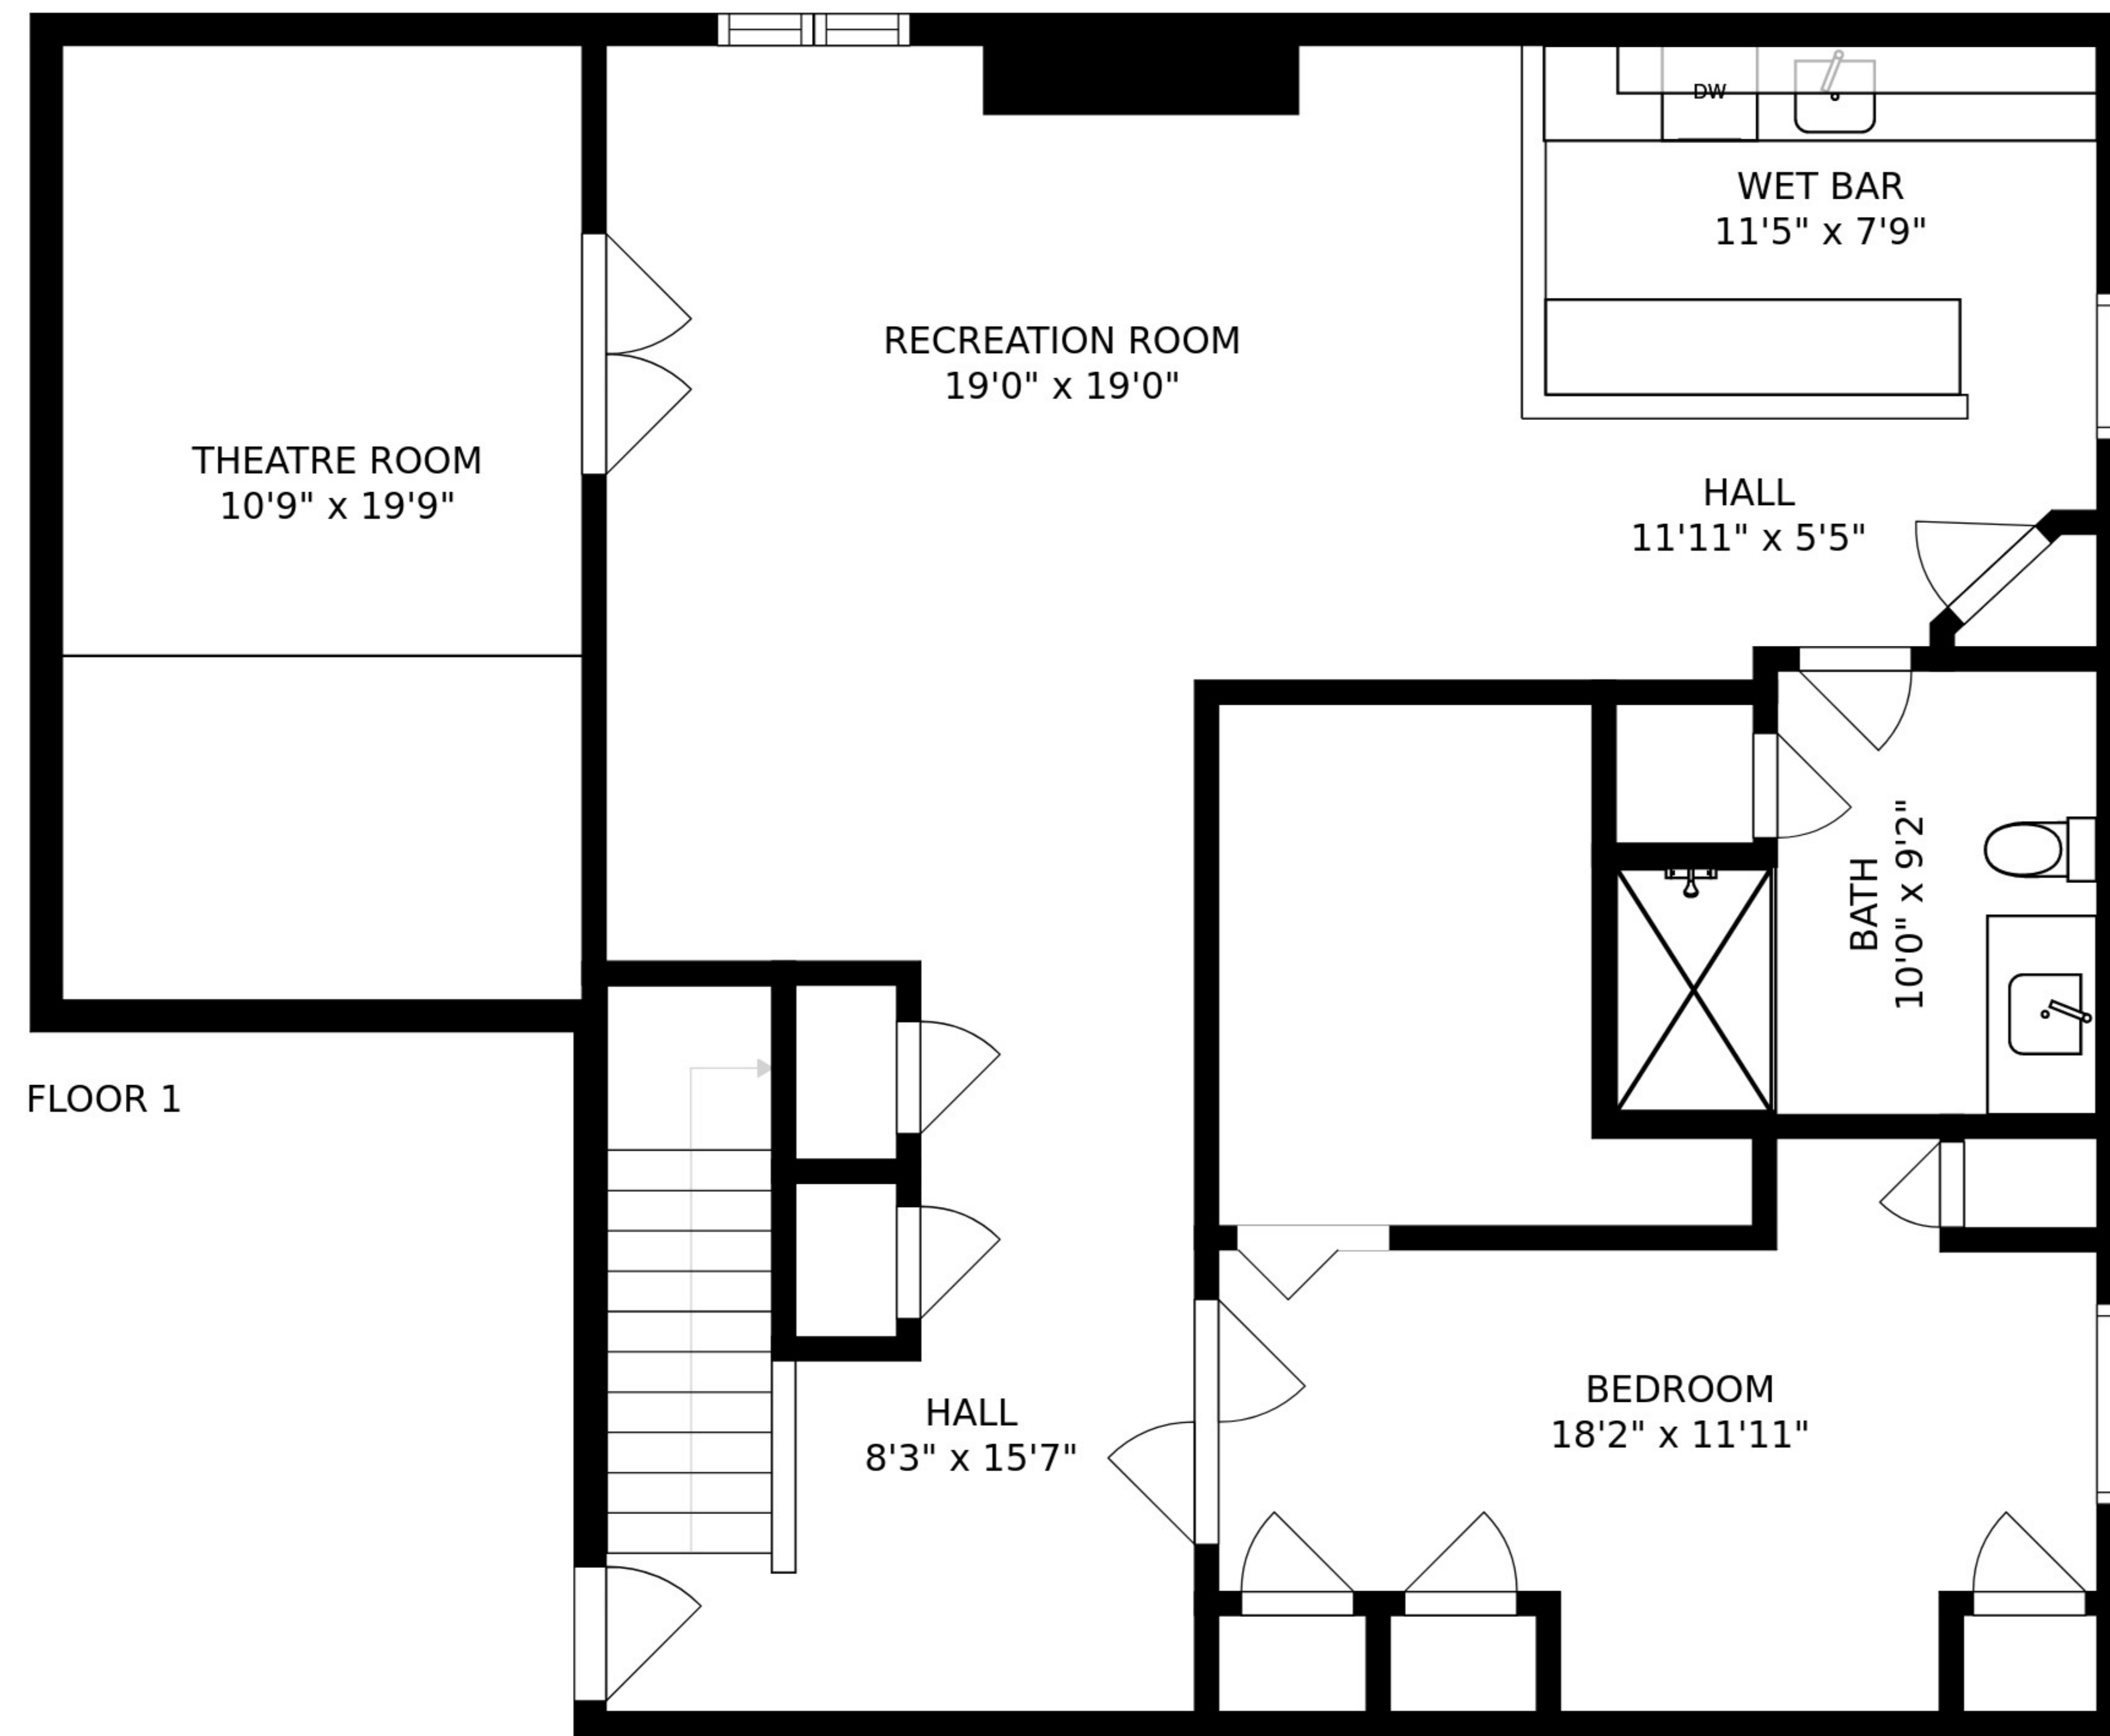 DW
WET BAR
11'5" x 7'9"
RECREATION ROOM
19'0" x 19'0"
THEATRE ROOM
10'9" x 19'9"
HALL
11'11" x 5'5"
BATH
10'0" x 9'2"
FLOOR 1
BEDROOM
18'2" x 11'11"
HALL
8'3" x 15'7"